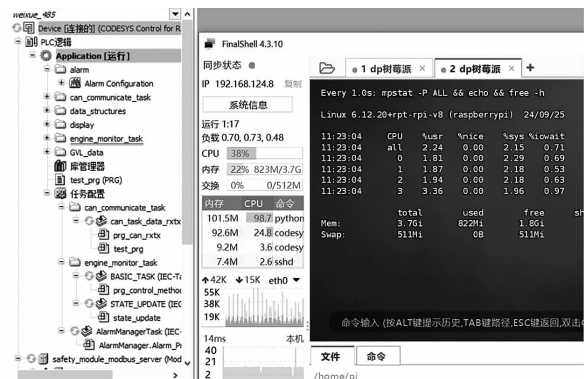 weixue_485
Device [连接的] (CODESYS Control for R
PLC逻辑
Application [运行]
alarm
Alarm Configuration
can_communicate_task
data_structures
display
engine_monitor_task
GVL_data
库管理器
test_prg (PRG)
任务配置
can_communicate_task
can_task_data_rxtx
prg_can_rxtx
test_prg
engine_monitor_task
BASIC_TASK (IEC-Ta
prg_control_method
STATE_UPDATE (IEC
state_update
AlarmManagerTask (IEC-
AlarmManager.Alarm_Pr
safety_module_modbus_server (Mod
FinalShell 4.3.10
同步状态
IP 192.168.124.8 复制
系统信息
运行 1:17
负载 0.70, 0.73, 0.48
CPU 38%
内存 22% 823M/3.7G
交换 0% 0/512M
内存 CPU 命令
101.5M 98.7 python
92.6M 24.8 codesy
9.2M 3.6 codesy
7.4M 2.6 sshd
42K 15K eth0
55K
38K
19K
14ms 本机
40
21
2
1 dp树莓派 × 2 dp树莓派 × +
Every 1.0s: mpstat -P ALL && echo && free -h
Linux 6.12.20+rpt-rpi-v8 (raspberrypi) 24/09/25
11:23:04 CPU %usr %nice %sys %iowait
11:23:04 all 2.24 0.00 2.15 0.71
11:23:04 0 1.81 0.00 2.29 0.69
11:23:04 1 1.87 0.00 2.18 0.53
11:23:04 2 1.94 0.00 2.18 0.63
11:23:04 3 3.36 0.00 1.96 0.97
total used free sh
Mem: 3.7Gi 822Mi 1.8Gi
Swap: 511Mi 0B 511Mi
命令输入 (按ALT键提示历史,TAB键路径,ESC键返回,双击C
文件 命令
/home/pi